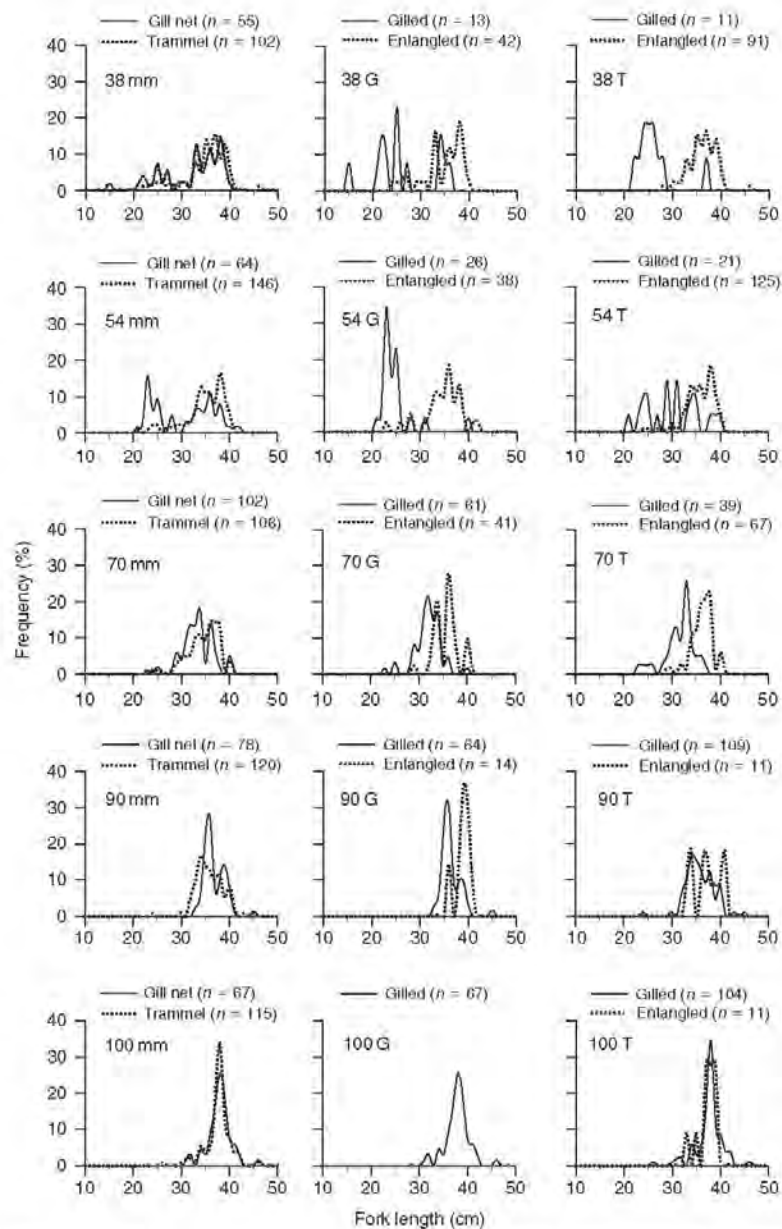 Gill net (n = 55)
Trammel (n = 102)
38 mm
40
30
20
10
0
10 20 30 40 50
Gilled (n = 13)
Entangled (n = 42)
38 G
10 20 30 40 50
Gilled (n = 11)
Entangled (n = 91)
38 T
10 20 30 40 50
Gill net (n = 64)
Trammel (n = 146)
54 mm
40
30
20
10
0
10 20 30 40 50
Gilled (n = 26)
Entangled (n = 38)
54 G
10 20 30 40 50
Gilled (n = 21)
Entangled (n = 125)
54 T
10 20 30 40 50
Frequency (%)
Gill net (n = 102)
Trammel (n = 106)
70 mm
40
30
20
10
0
10 20 30 40 50
Gilled (n = 61)
Entangled (n = 41)
70 G
10 20 30 40 50
Gilled (n = 39)
Entangled (n = 67)
70 T
10 20 30 40 50
Gill net (n = 78)
Trammel (n = 120)
90 mm
40
30
20
10
0
10 20 30 40 50
Gilled (n = 64)
Entangled (n = 14)
90 G
10 20 30 40 50
Gilled (n = 109)
Entangled (n = 11)
90 T
10 20 30 40 50
Gill net (n = 67)
Trammel (n = 115)
100 mm
40
30
20
10
0
10 20 30 40 50
Gilled (n = 67)
100 G
10 20 30 40 50
Gilled (n = 104)
Entangled (n = 11)
100 T
10 20 30 40 50
Fork length (cm)